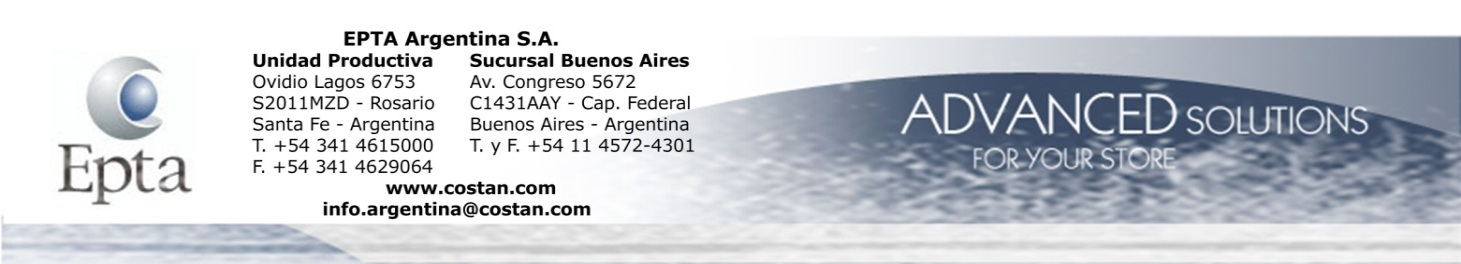 Epta
EPTA Argentina S.A.
Unidad Productiva
Ovidio Lagos 6753
S2011MZD - Rosario
Santa Fe - Argentina
T. +54 341 4615000
F. +54 341 4629064
Sucursal Buenos Aires
Av. Congreso 5672
C1431AAY - Cap. Federal
Buenos Aires - Argentina
T. y F. +54 11 4572-4301
www.costan.com
info.argentina@costan.com
ADVANCED SOLUTIONS
FOR YOUR STORE